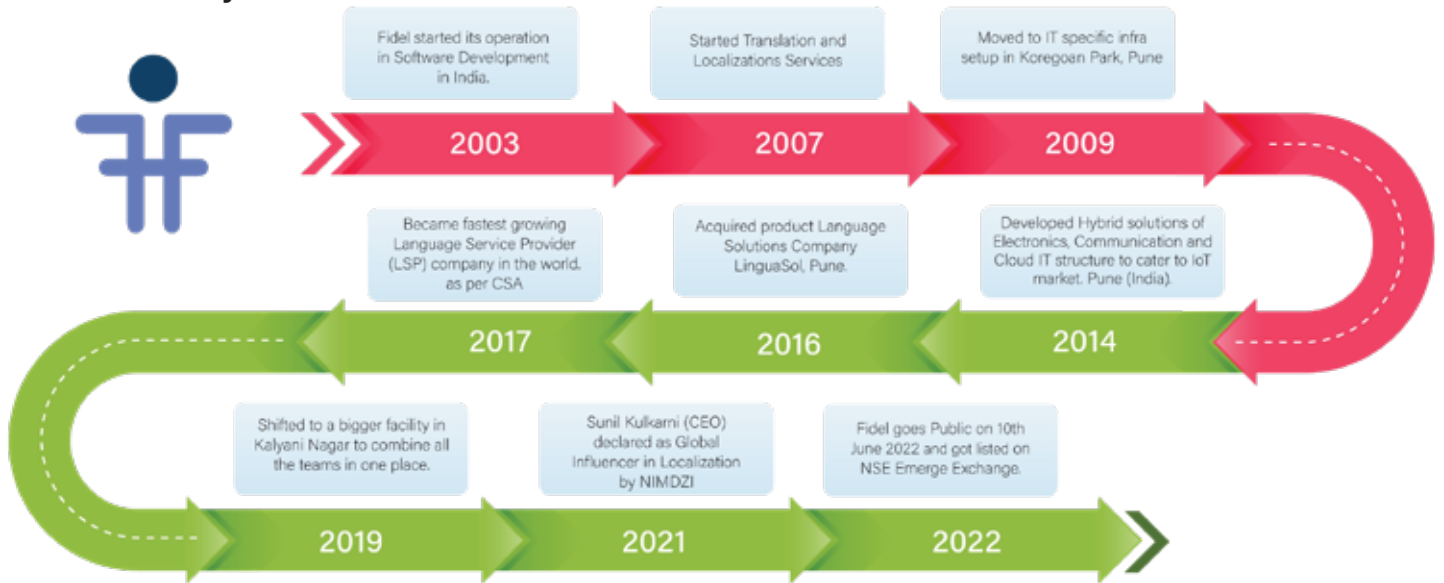 Fidel started its operation
in Software Development
in India.
Started Translation and
Localizations Services
Moved to IT specific infra
setup in Koregoan Park, Pune
2003
2007
2009
Developed Hybrid solutions of
Electronics, Communication and
Cloud IT structure to cater to IoT
market. Pune (India).
Acquired product Language
Solutions Company
LinguaSol, Pune.
Became fastest growing
Language Service Provider
(LSP) company in the world.
as per CSA
2014
2016
2017
Shifted to a bigger facility in
Kalyani Nagar to combine all
the teams in one place.
Sunil Kulkarni (CEO)
declared as Global
Influencer in Localization
by NIMDZI
Fidel goes Public on 10th
June 2022 and got listed on
NSE Emerge Exchange.
2019
2021
2022